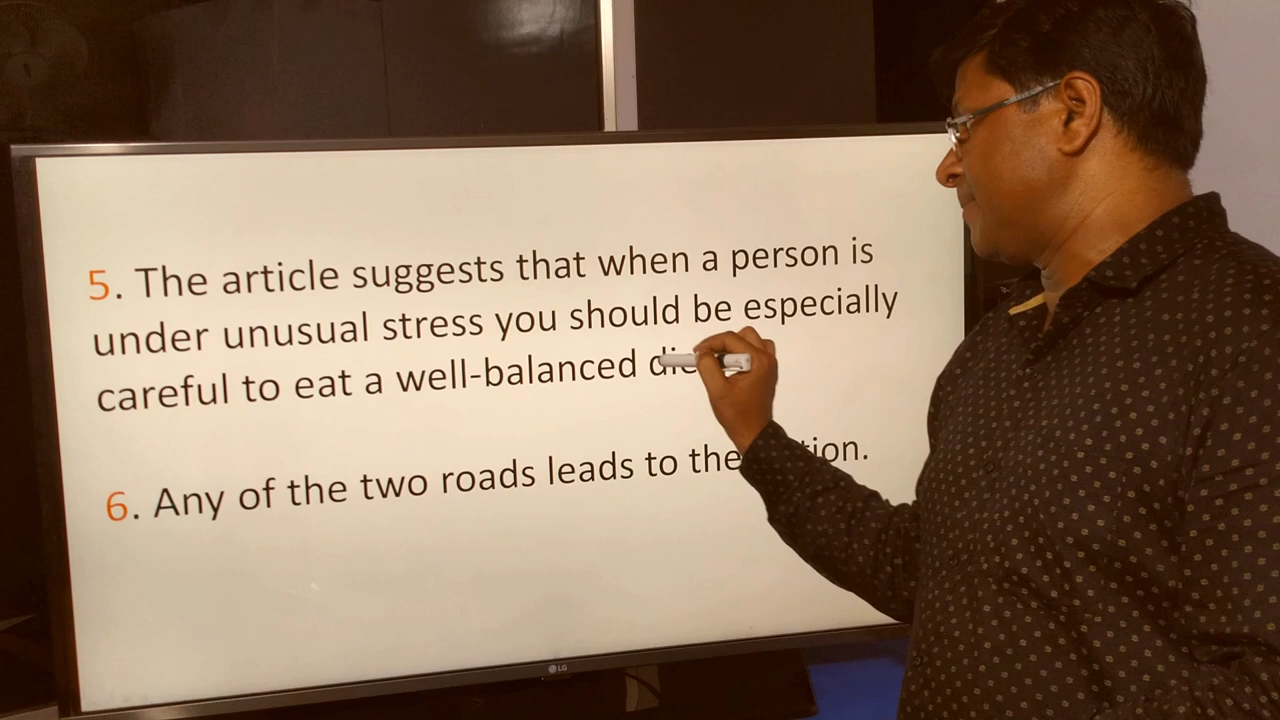 5. The article suggests that when a person is
under unusual stress you should be especially
careful to eat a well-balanced
6. Any of the two roads leads to the
LG